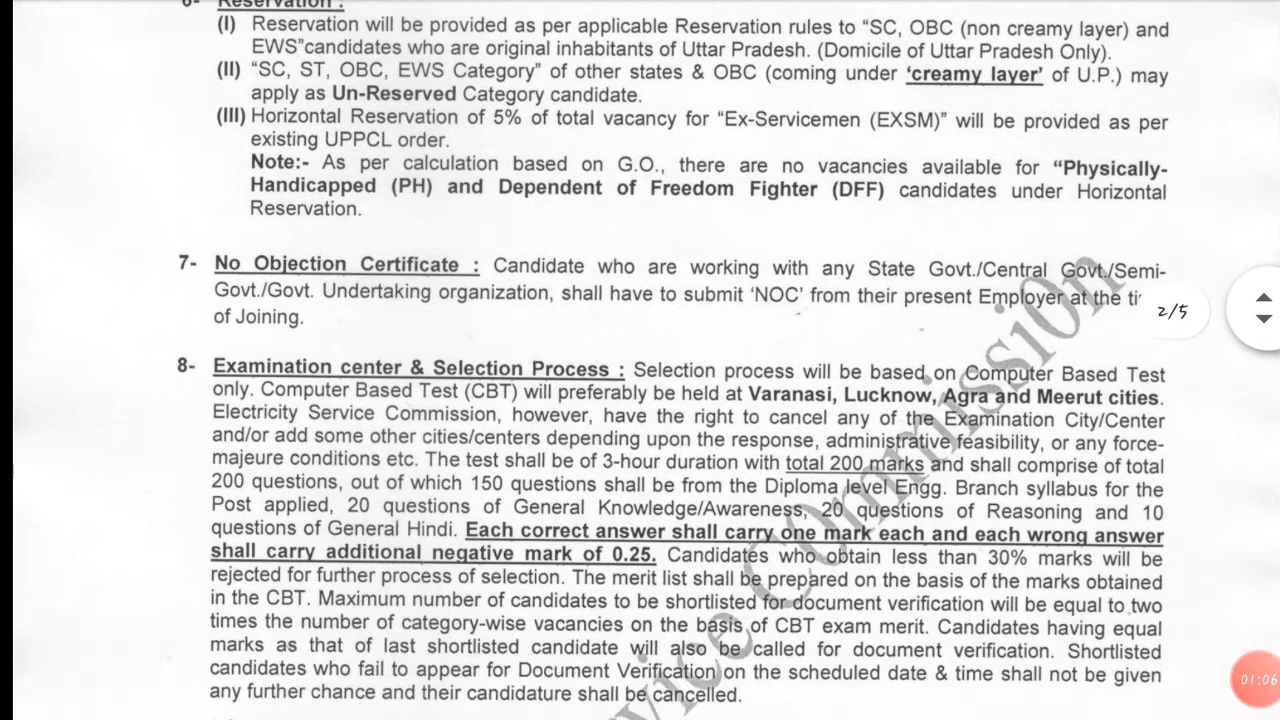 6- Reservation :
(I) Reservation will be provided as per applicable Reservation rules to “SC, OBC (non creamy layer) and
EWS”candidates who are original inhabitants of Uttar Pradesh. (Domicile of Uttar Pradesh Only).
(II) “SC, ST, OBC, EWS Category” of other states & OBC (coming under ‘creamy layer’ of U.P.) may
apply as Un-Reserved Category candidate.
(III) Horizontal Reservation of 5% of total vacancy for “Ex-Servicemen (EXSM)” will be provided as per
existing UPPCL order.
Note:- As per calculation based on G.O., there are no vacancies available for “Physically-
Handicapped (PH) and Dependent of Freedom Fighter (DFF) candidates under Horizontal
Reservation.
7- No Objection Certificate : Candidate who are working with any State Govt./Central Govt./Semi-
Govt./Govt. Undertaking organization, shall have to submit ‘NOC’ from their present Employer at the ti
of Joining.
2/5
8- Examination center & Selection Process : Selection process will be based on Computer Based Test
only. Computer Based Test (CBT) will preferably be held at Varanasi, Lucknow, Agra and Meerut cities.
Electricity Service Commission, however, have the right to cancel any of the Examination City/Center
and/or add some other cities/centers depending upon the response, administrative feasibility, or any force-
majeure conditions etc. The test shall be of 3-hour duration with total 200 marks and shall comprise of total
200 questions, out of which 150 questions shall be from the Diploma level Engg. Branch syllabus for the
Post applied, 20 questions of General Knowledge/Awareness, 20 questions of Reasoning and 10
questions of General Hindi. Each correct answer shall carry one mark each and each wrong answer
shall carry additional negative mark of 0.25. Candidates who obtain less than 30% marks will be
rejected for further process of selection. The merit list shall be prepared on the basis of the marks obtained
in the CBT. Maximum number of candidates to be shortlisted for document verification will be equal to two
times the number of category-wise vacancies on the basis of CBT exam merit. Candidates having equal
marks as that of last shortlisted candidate will also be called for document verification. Shortlisted
candidates who fail to appear for Document Verification on the scheduled date & time shall not be given
any further chance and their candidature shall be cancelled.
vice C0mmissi0n
01:06